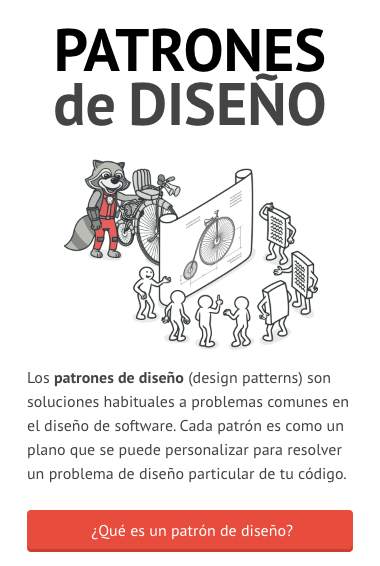 PATRONES
de DISEÑO
Los patrones de diseño (design patterns) son
soluciones habituales a problemas comunes en
el diseño de software. Cada patrón es como un
plano que se puede personalizar para resolver
un problema de diseño particular de tu código.
¿Qué es un patrón de diseño?